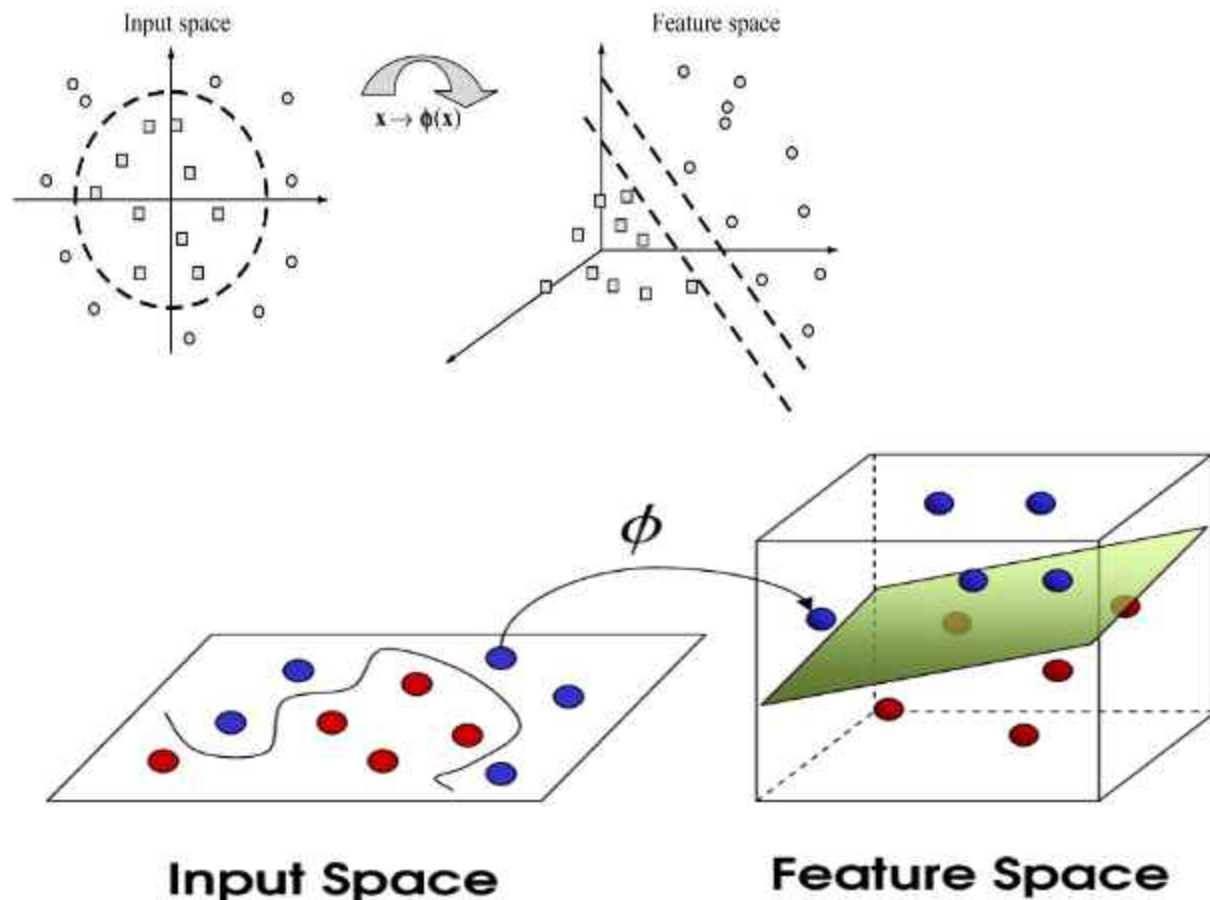 Input space
Feature space
x → ϕ(x)
ϕ
Input Space
Feature Space